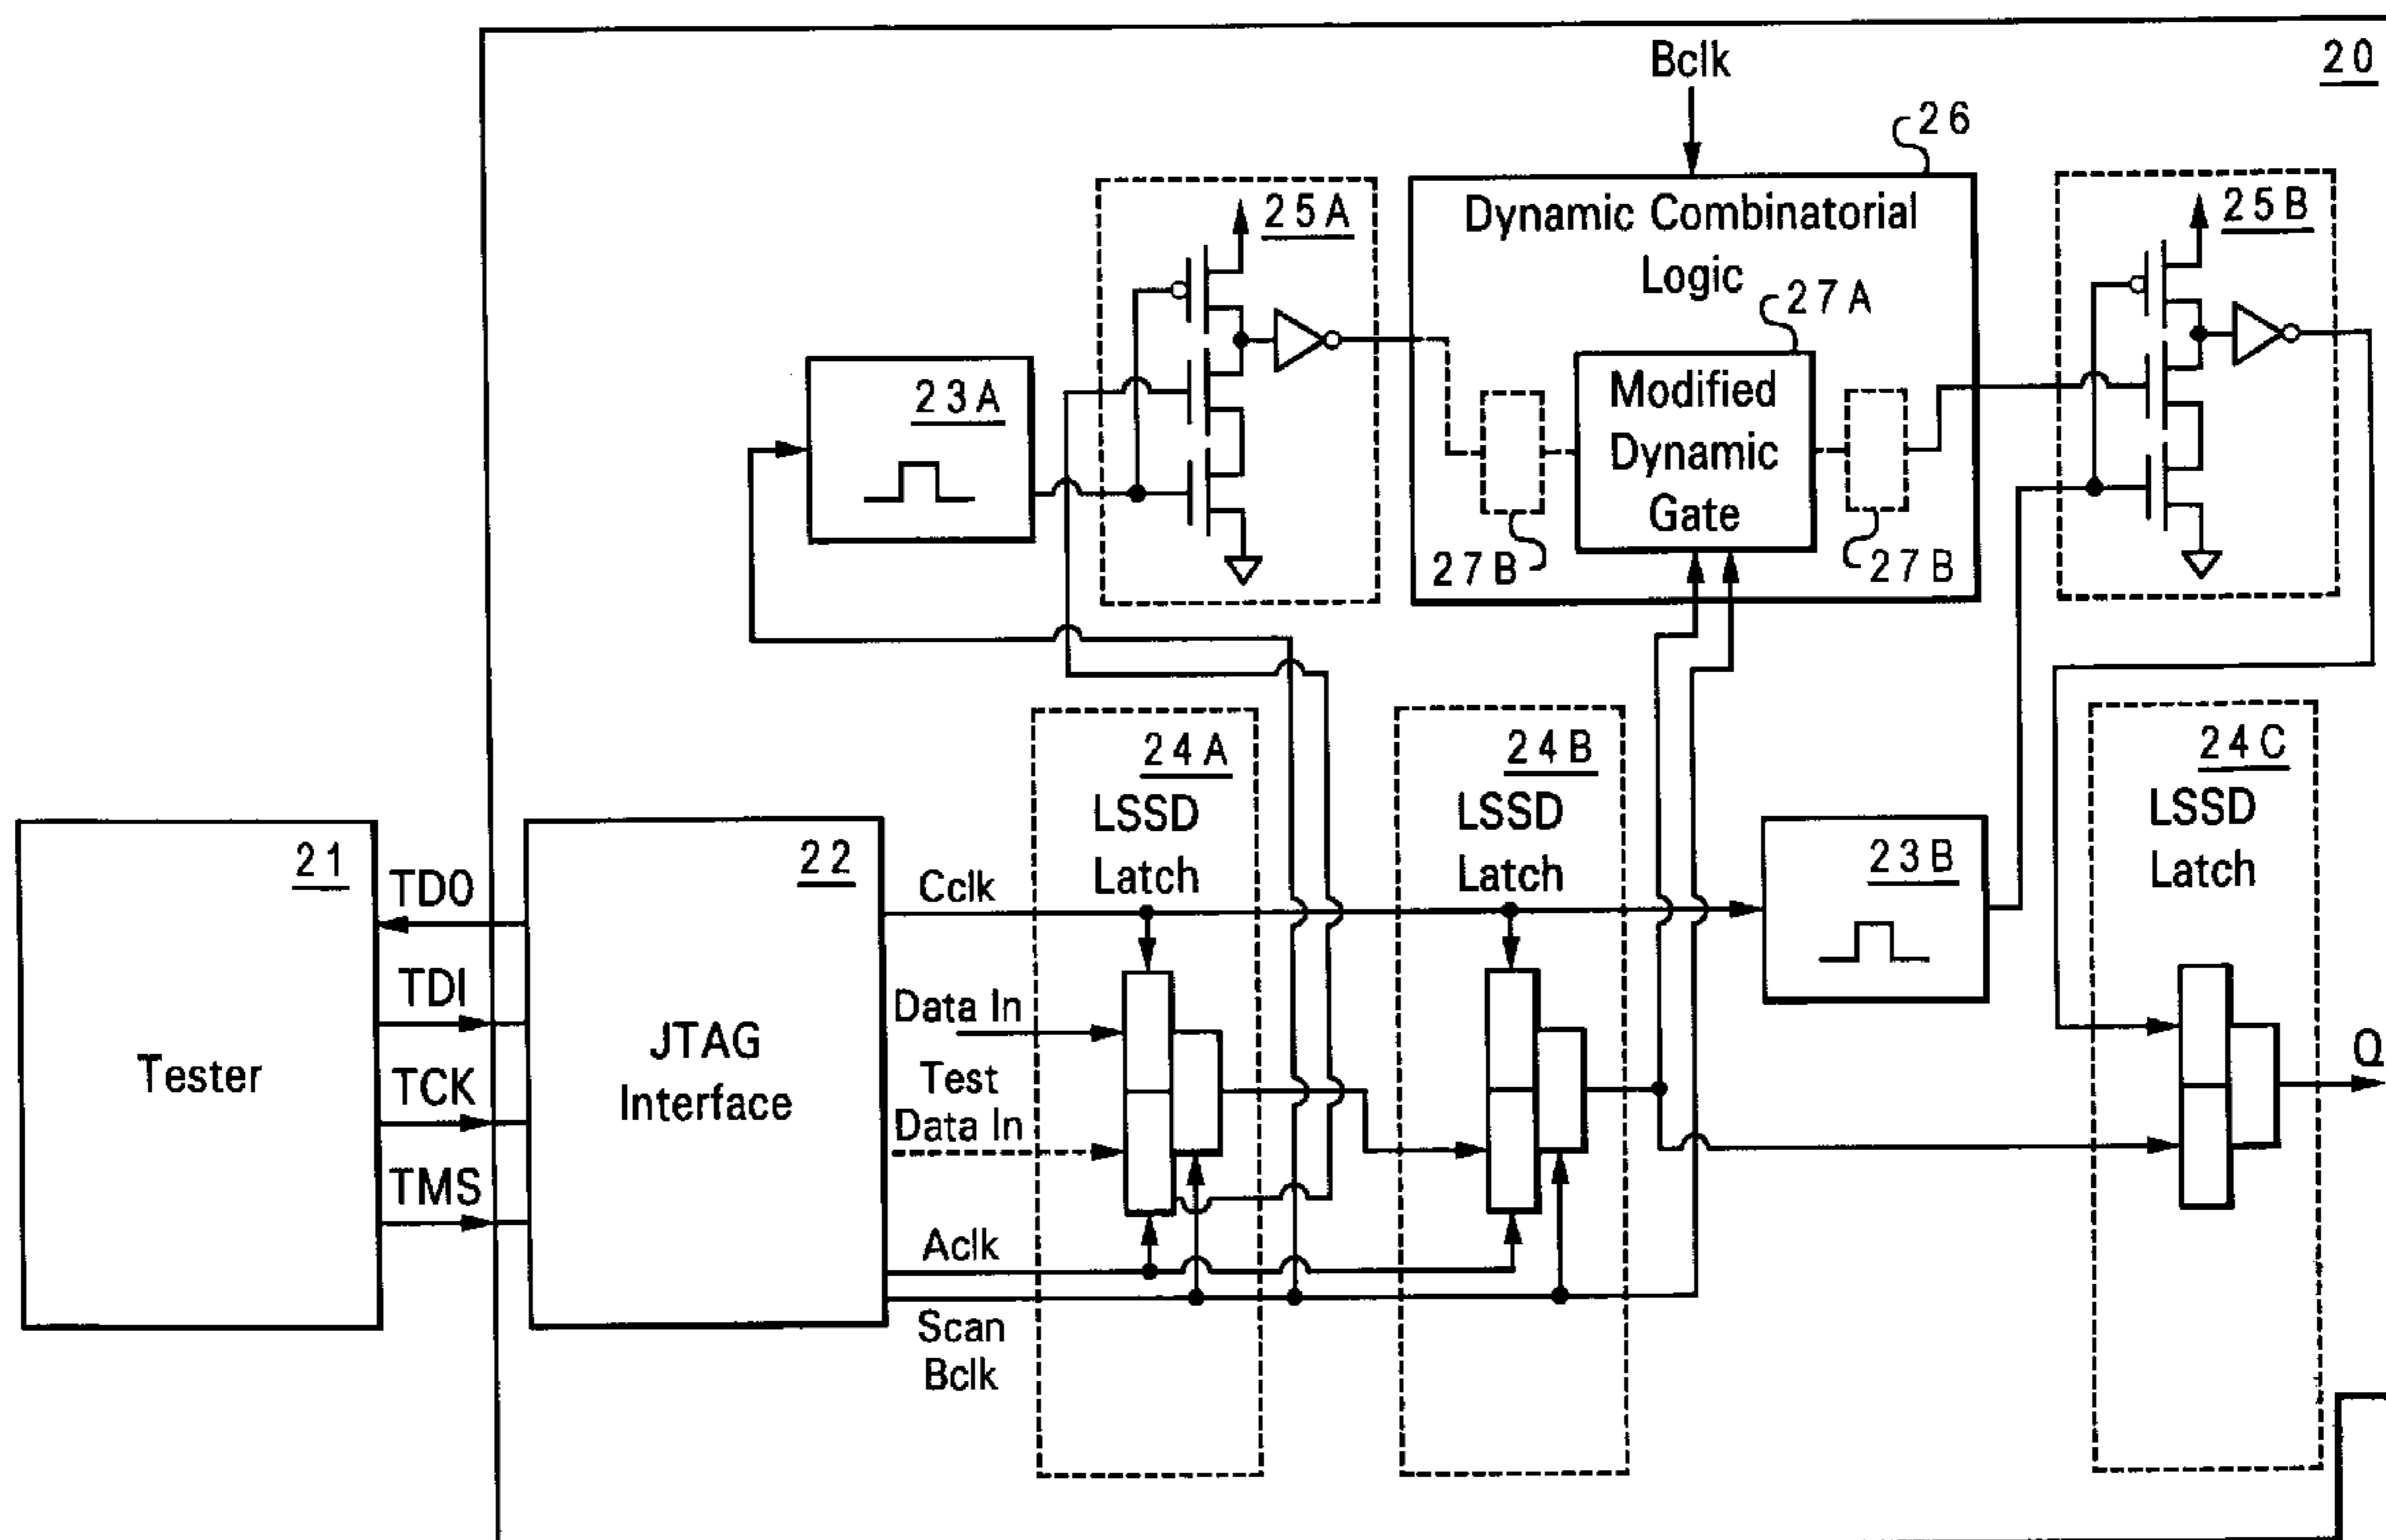 20
Bclk
26
25A
Dynamic Combinatorial
Logic
25B
27A
23A
Modified
Dynamic
Gate
27B
27B
24A
LSSD
Latch
24B
LSSD
Latch
24C
LSSD
Latch
21
TDO
22
Cclk
23B
TDI
Data In
Tester
JTAG
Interface
Test
Data In
Q
TCK
TMS
Aclk
Scan
Bclk